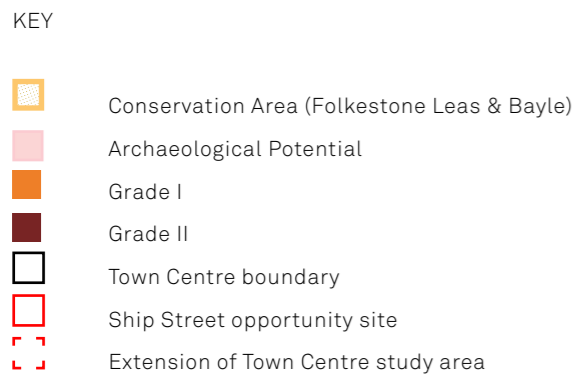 KEY
Conservation Area (Folkestone Leas & Bayle)
Archaeological Potential
Grade I
Grade II
Town Centre boundary
Ship Street opportunity site
Extension of Town Centre study area